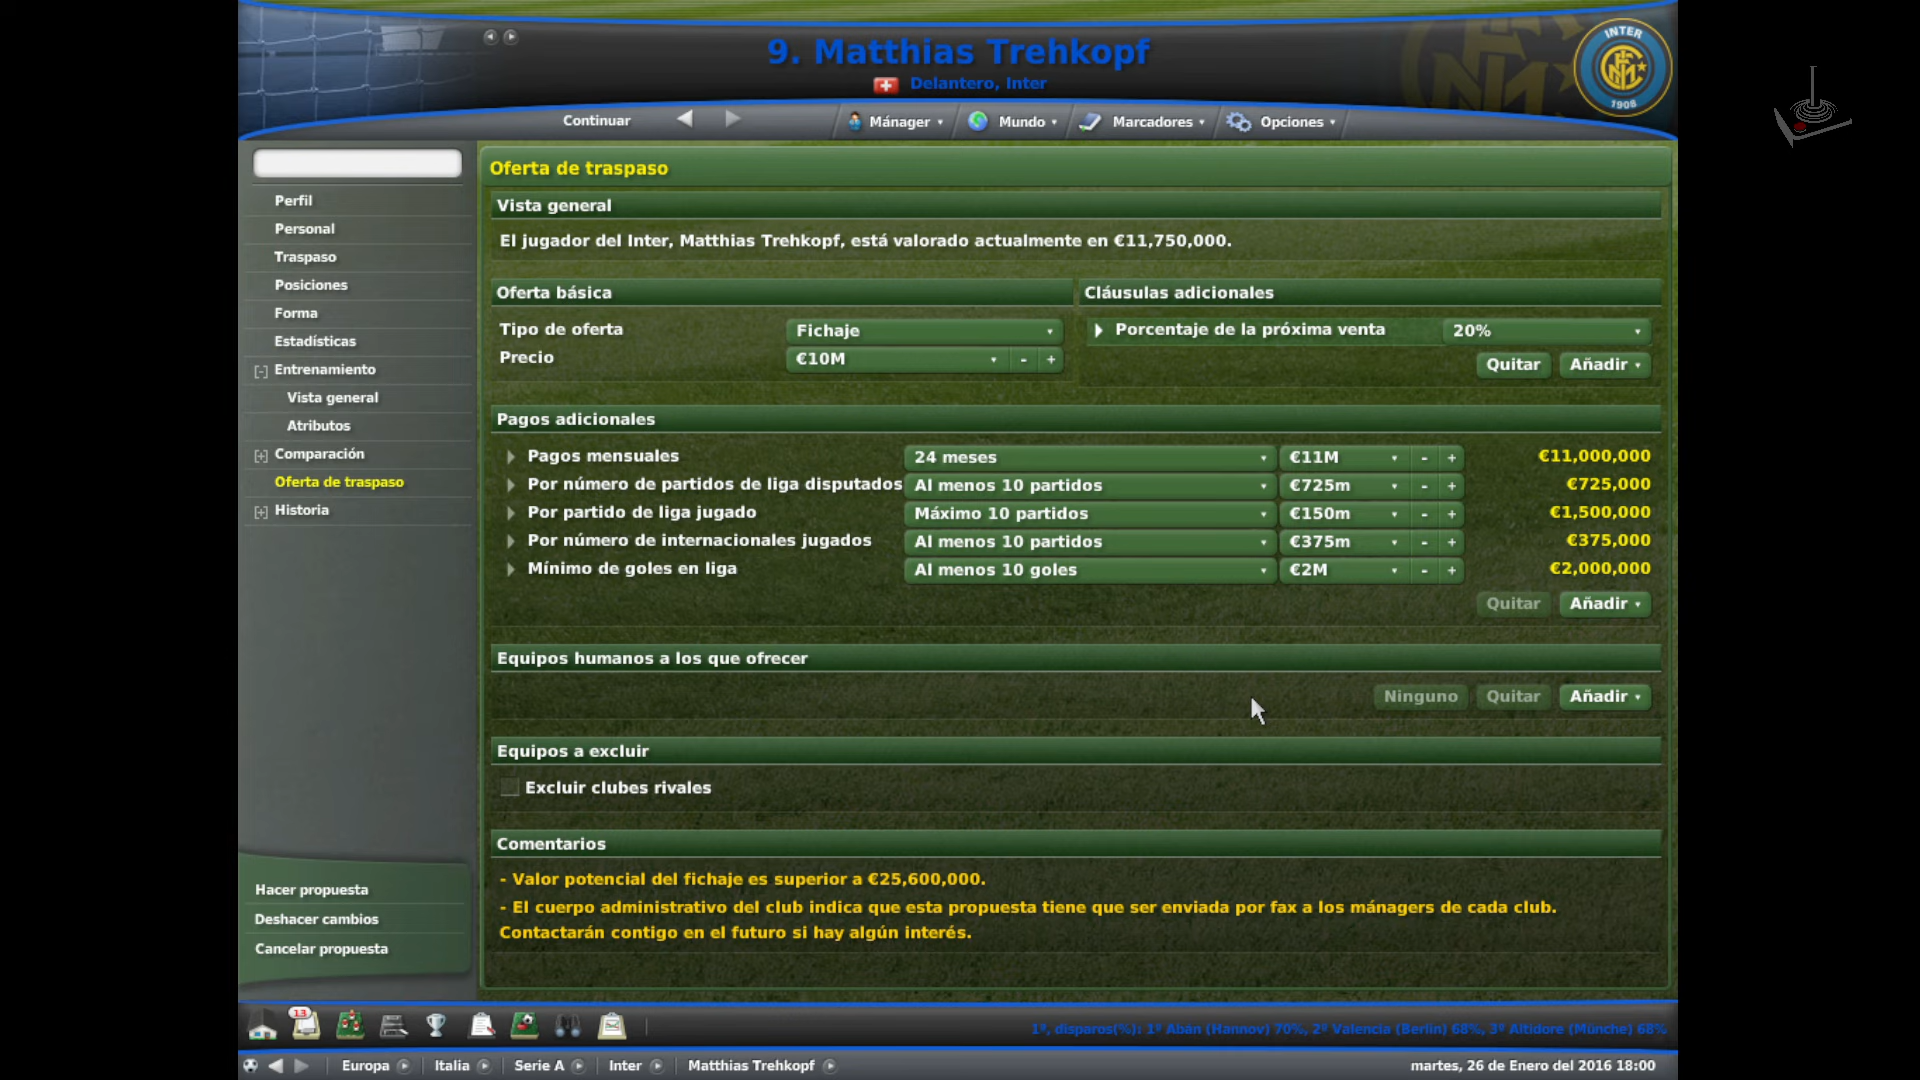 9. Matthias Trehkopf
Delantero, Inter
INTER
1908
Continuar
Mánager
Mundo
Marcadores
Opciones
Perfil
Personal
Traspaso
Posiciones
Forma
Estadísticas
[-] Entrenamiento
Vista general
Atributos
[+] Comparación
Oferta de traspaso
[+] Historia
Hacer propuesta
Deshacer cambios
Cancelar propuesta
Oferta de traspaso
Vista general
El jugador del Inter, Matthias Trehkopf, está valorado actualmente en €11,750,000.
Oferta básica
Tipo de oferta Fichaje
Precio €10M - +
Cláusulas adicionales
Porcentaje de la próxima venta 20%
Quitar Añadir
Pagos adicionales
Pagos mensuales 24 meses €11M - + €11,000,000
Por número de partidos de liga disputados Al menos 10 partidos €725m - + €725,000
Por partido de liga jugado Máximo 10 partidos €150m - + €1,500,000
Por número de internacionales jugados Al menos 10 partidos €375m - + €375,000
Mínimo de goles en liga Al menos 10 goles €2M - + €2,000,000
Quitar Añadir
Equipos humanos a los que ofrecer
Ninguno Quitar Añadir
Equipos a excluir
Excluir clubes rivales
Comentarios
- Valor potencial del fichaje es superior a €25,600,000.
- El cuerpo administrativo del club indica que esta propuesta tiene que ser enviada por fax a los mánagers de cada club.
Contactarán contigo en el futuro si hay algún interés.
13
1º, disparos(%): 1º Abán (Hannov) 70%, 2º Valencia (Berlin) 68%, 3º Altidore (Münche) 68%
Europa Italia Serie A Inter Matthias Trehkopf
martes, 26 de Enero del 2016 18:00